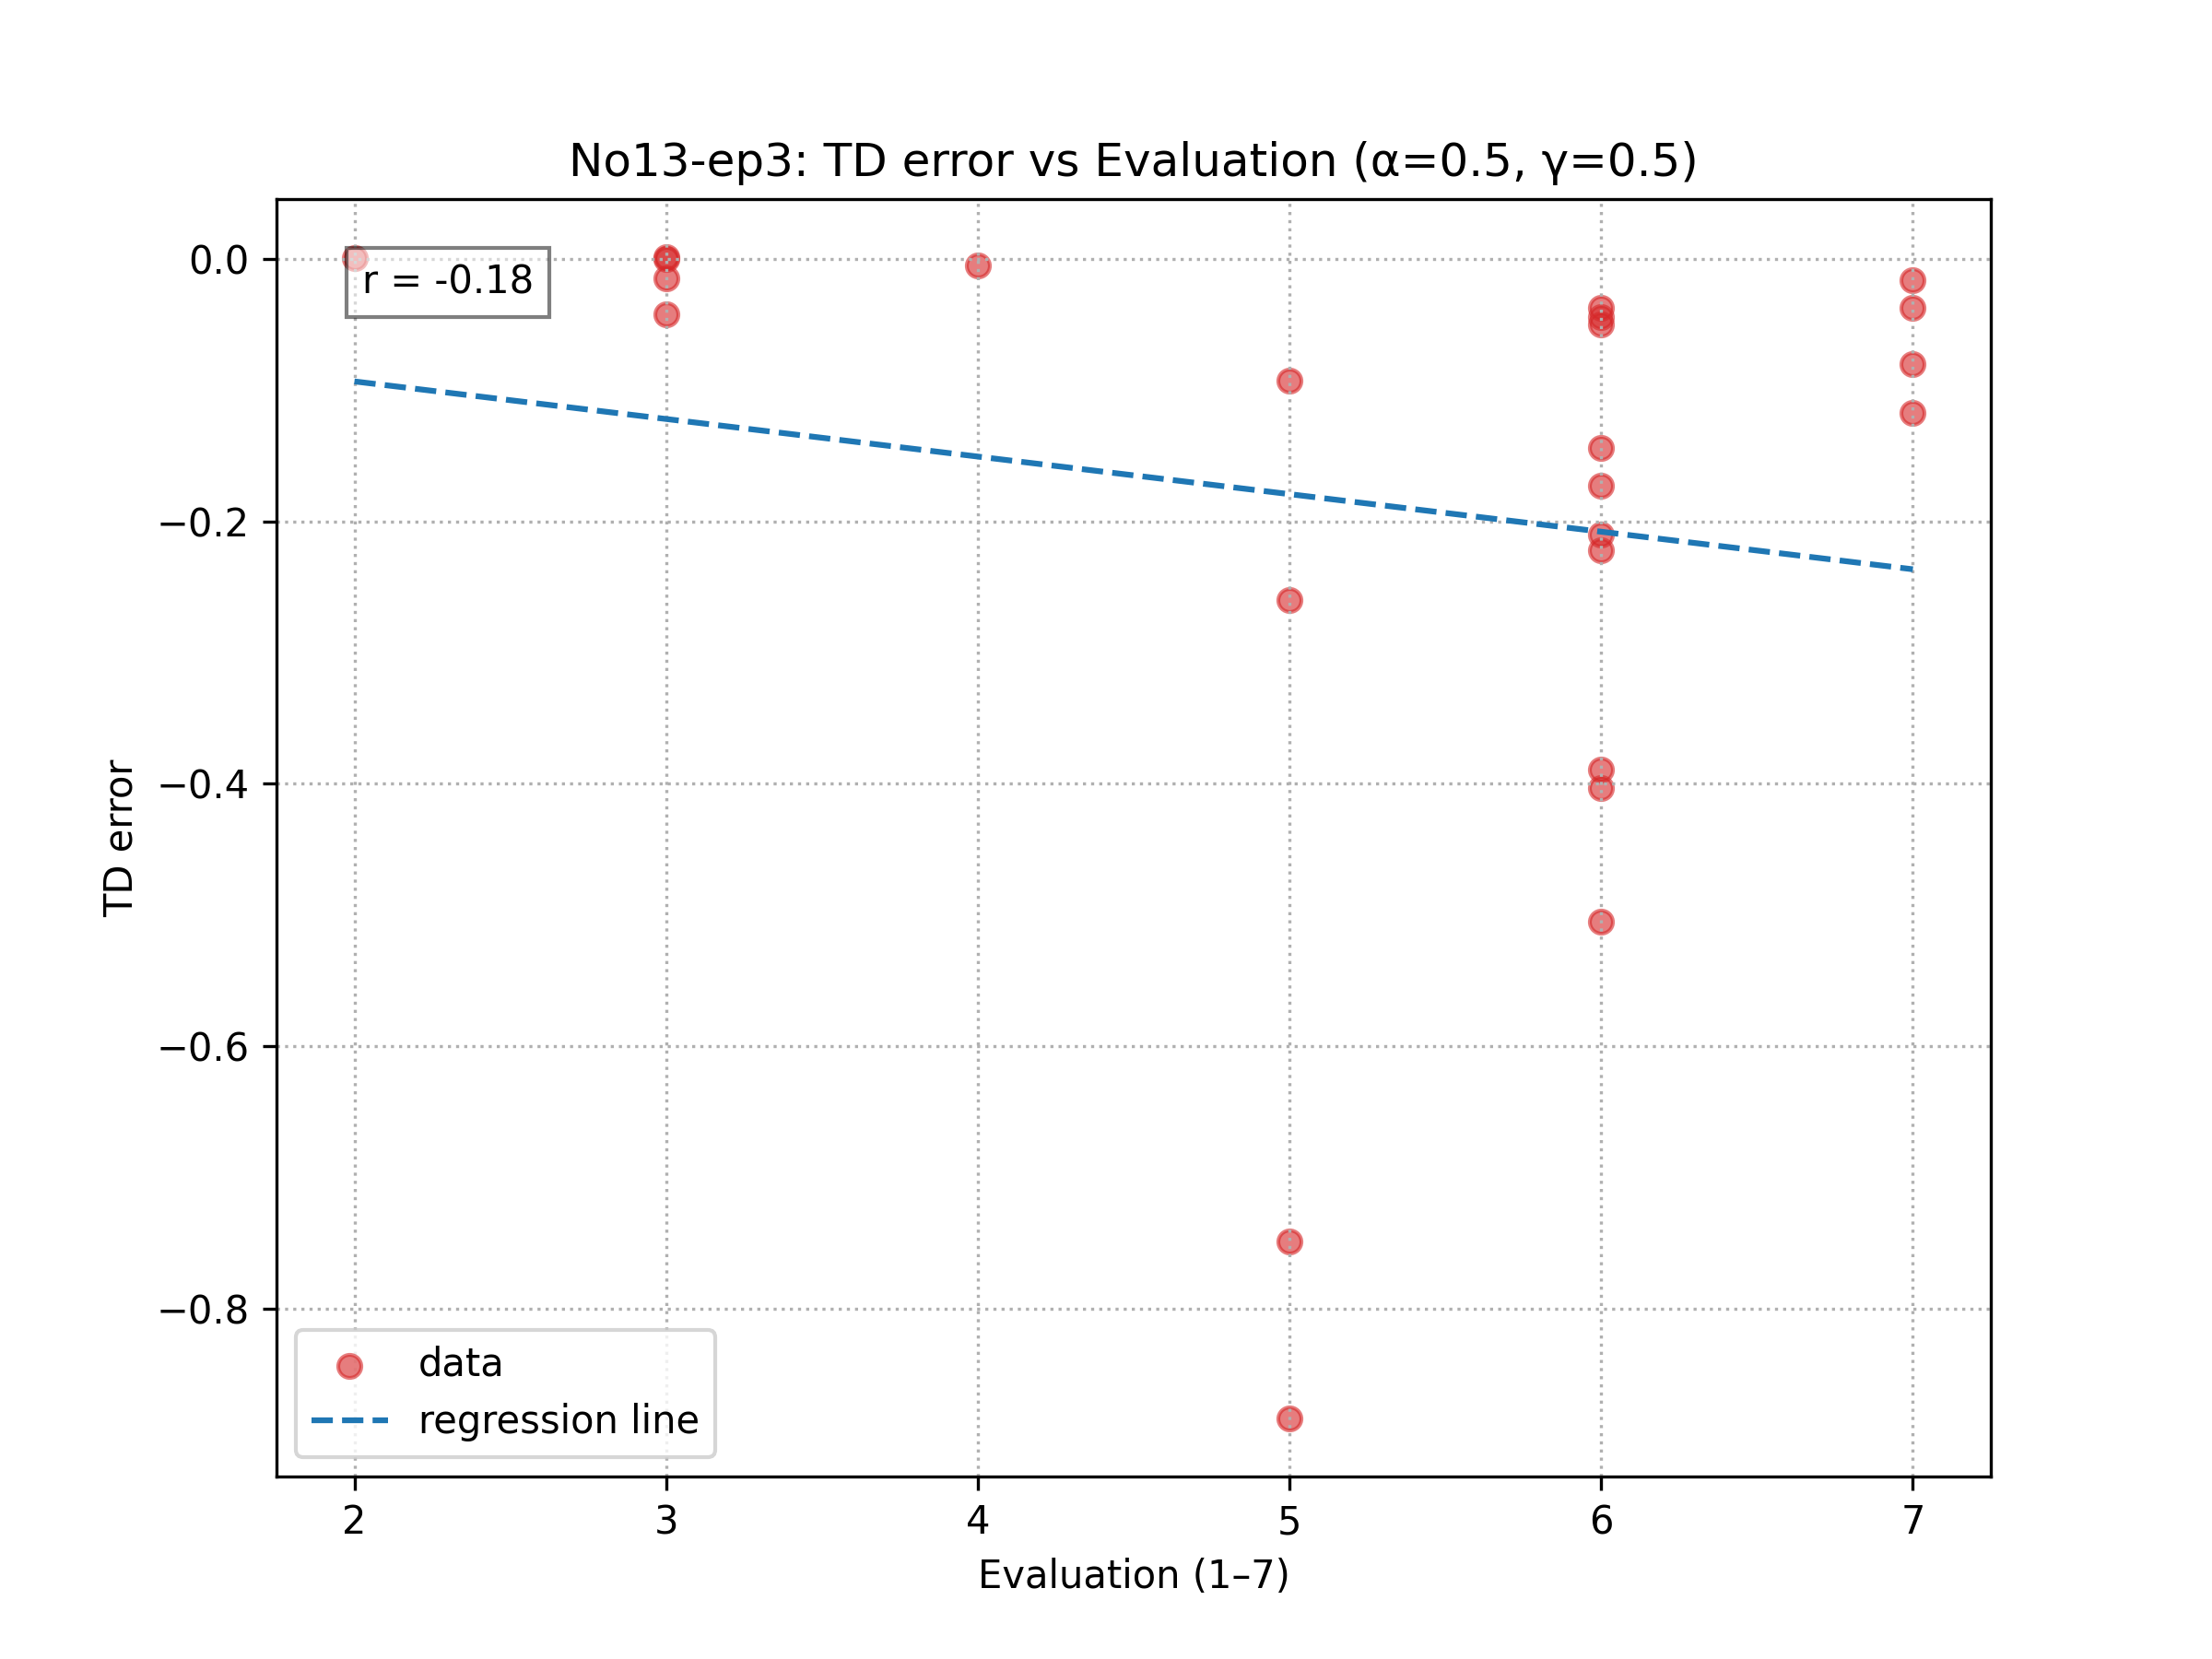 No13-ep3: TD error vs Evaluation (α=0.5, γ=0.5)
r = -0.18
0.0
−0.2
−0.4
−0.6
−0.8
TD error
data
regression line
2 3 4 5 6 7
Evaluation (1–7)